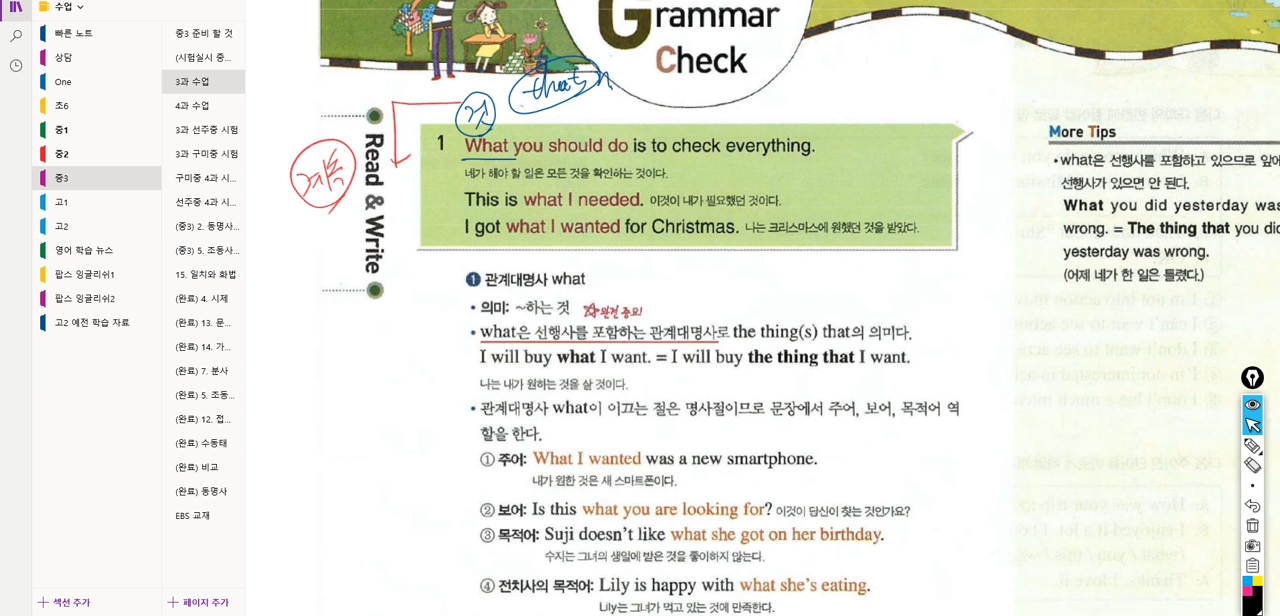 수업
빠른 노트
상담
One
초6
중1
중2
중3
고1
고2
영어 학습 뉴스
팝스 잉글리쉬1
팝스 잉글리쉬2
고2 예전 학습 자료
섹션 추가
중3 준비 할 것
(시험실시 중...
3과 수업
4과 수업
3과 선주중 시험
3과 구미중 시험
구미중 4과 시...
선주중 4과 시...
(중3) 2. 동명사...
(중3) 5. 조동사...
15. 일치와 화법
(완료) 4. 시제
(완료) 13. 문...
(완료) 14. 가...
(완료) 7. 분사
(완료) 5. 조동...
(완료) 12. 접...
(완료) 수동태
(완료) 비교
(완료) 동명사
EBS 교재
페이지 추가
Grammar
Check
것
that
Read & Write
1 What you should do is to check everything.
네가 해야 할 일은 모든 것을 확인하는 것이다.
This is what I needed. 이것이 내가 필요했던 것이다.
I got what I wanted for Christmas. 나는 크리스마스에 원했던 것을 받았다.
1 관계대명사 what
• 의미: ~하는 것
완전 중요!
• what은 선행사를 포함하는 관계대명사로 the thing(s) that의 의미다.
I will buy what I want. = I will buy the thing that I want.
나는 내가 원하는 것을 살 것이다.
• 관계대명사 what이 이끄는 절은 명사절이므로 문장에서 주어, 보어, 목적어 역
할을 한다.
① 주어: What I wanted was a new smartphone.
내가 원한 것은 새 스마트폰이다.
② 보어: Is this what you are looking for? 이것이 당신이 찾는 것인가요?
③ 목적어: Suji doesn't like what she got on her birthday.
수지는 그녀의 생일에 받은 것을 좋아하지 않는다.
④ 전치사의 목적어: Lily is happy with what she's eating.
Lily는 그녀가 먹고 있는 것에 만족한다.
More Tips
• what은 선행사를 포함하고 있으므로 앞에
선행사가 있으면 안 된다.
What you did yesterday was
wrong. = The thing that you did
yesterday was wrong.
(어제 네가 한 일은 틀렸다.)